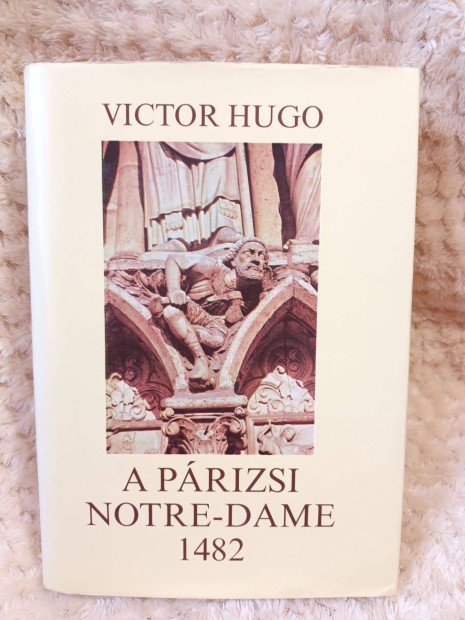 VICTOR HUGO
A PÁRIZSI
NOTRE-DAME
1482